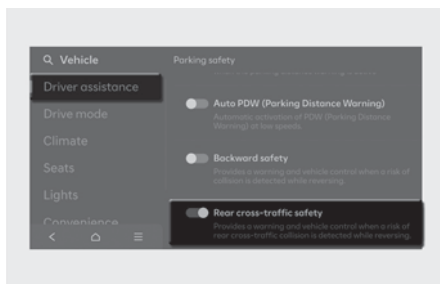 Vehicle
Parking safety
Driver assistance
Drive mode
Climate
Seats
Lights
Convenience
Auto PDW (Parking Distance Warning)
Automatic activation of PDW (Parking Distance
Warning) at low speeds.
Backward safety
Provides a warning and vehicle control when a risk of
collision is detected while reversing.
Rear cross-traffic safety
Provides a warning and vehicle control when a risk of
rear cross-traffic collision is detected while reversing.